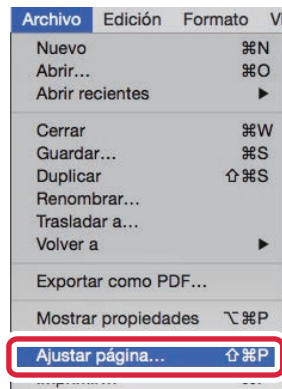 Archivo Edición Formato
Nuevo ⌘N
Abrir... ⌘O
Abrir recientes ▶
Cerrar ⌘W
Guardar... ⌘S
Duplicar ⇧⌘S
Renombrar...
Trasladar a...
Volver a ▶
Exportar como PDF...
Mostrar propiedades ⌥⌘P
Ajustar página... ⇧⌘P